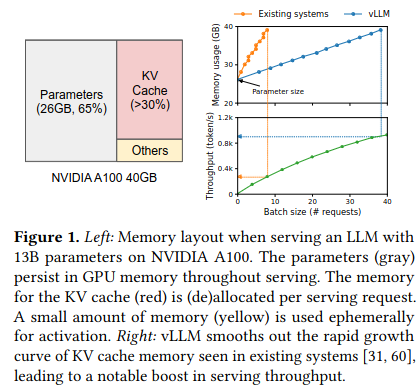 Existing systems
vLLM
Parameters
(26GB, 65%)
KV
Cache
(>30%)
Others
NVIDIA A100 40GB
Memory usage (GB)
40
30
20
Parameter size
Throughput (token/s)
1.2k
0.8k
0.4k
0
0
10
20
30
40
Batch size (# requests)
Figure 1. Left: Memory layout when serving an LLM with
13B parameters on NVIDIA A100. The parameters (gray)
persist in GPU memory throughout serving. The memory
for the KV cache (red) is (de)allocated per serving request.
A small amount of memory (yellow) is used ephemerally
for activation. Right: vLLM smooths out the rapid growth
curve of KV cache memory seen in existing systems [31, 60],
leading to a notable boost in serving throughput.